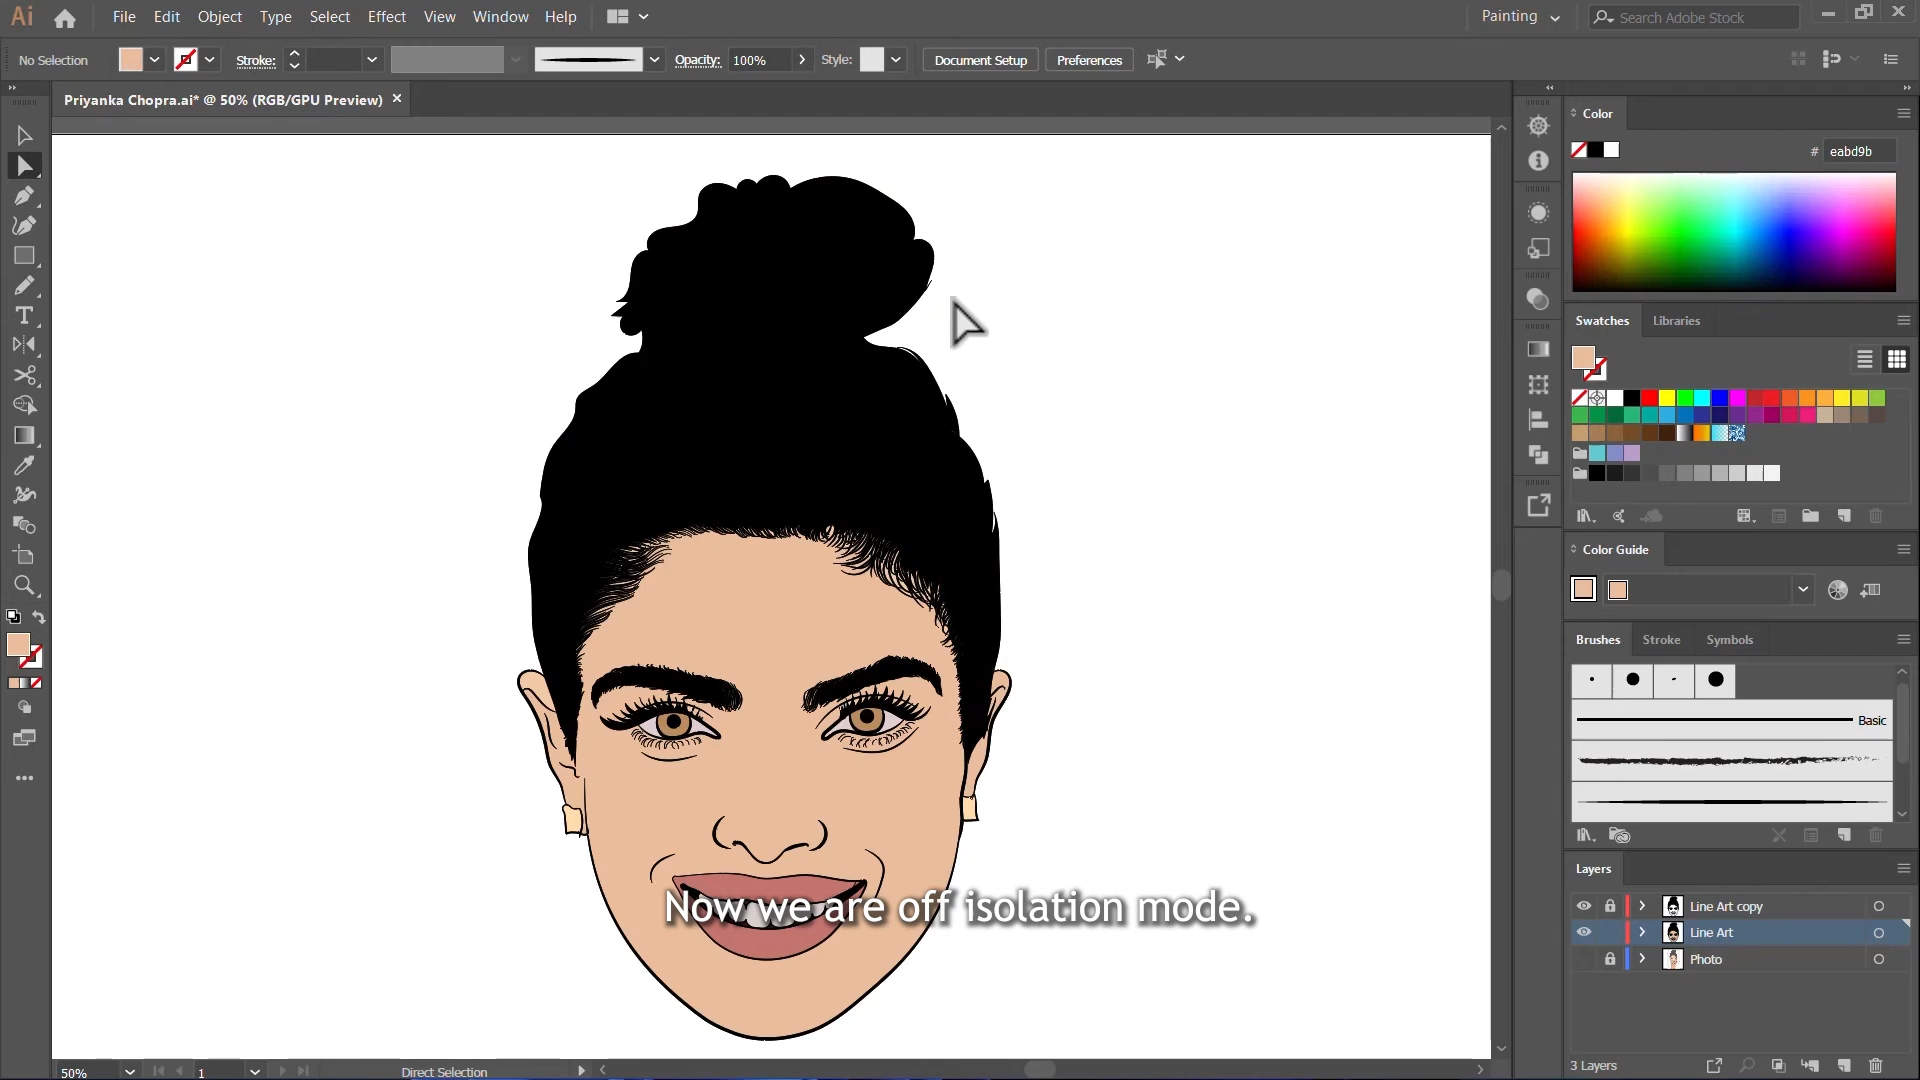 Ai File Edit Object Type Select Effect View Window Help Painting Search Adobe Stock
No Selection Stroke: Opacity: 100% Style: Document Setup Preferences
Priyanka Chopra.ai* @ 50% (RGB/GPU Preview)
Color
# eabd9b
Swatches Libraries
Color Guide
Brushes Stroke Symbols
Basic
Layers
Line Art copy
Line Art
Photo
Now we are off isolation mode.
50% 1 Direct Selection 3 Layers